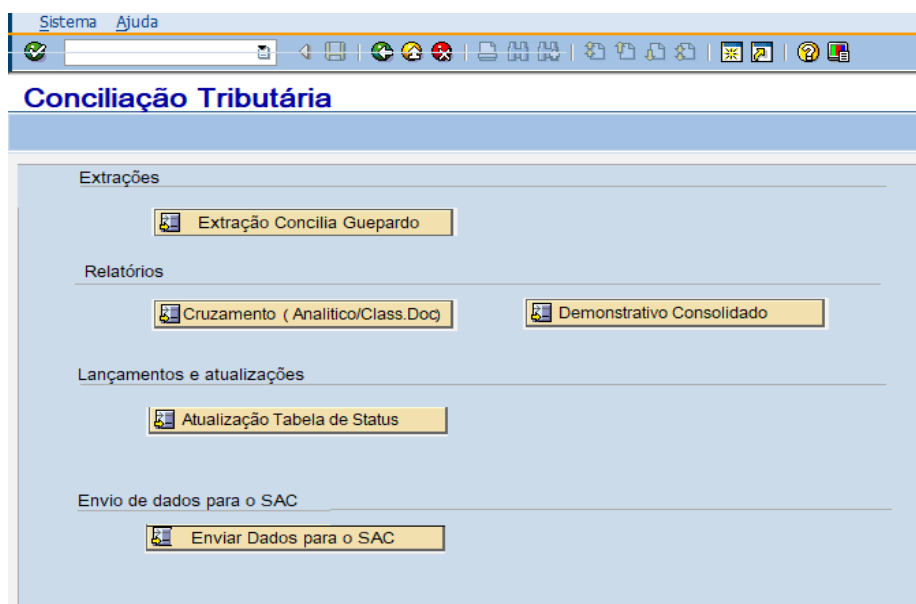 Sistema Ajuda
Conciliação Tributária
Extrações
Extração Concilia Guepardo
Relatórios
Cruzamento ( Analitico/Class.Doc) Demonstrativo Consolidado
Lançamentos e atualizações
Atualização Tabela de Status
Envio de dados para o SAC
Enviar Dados para o SAC